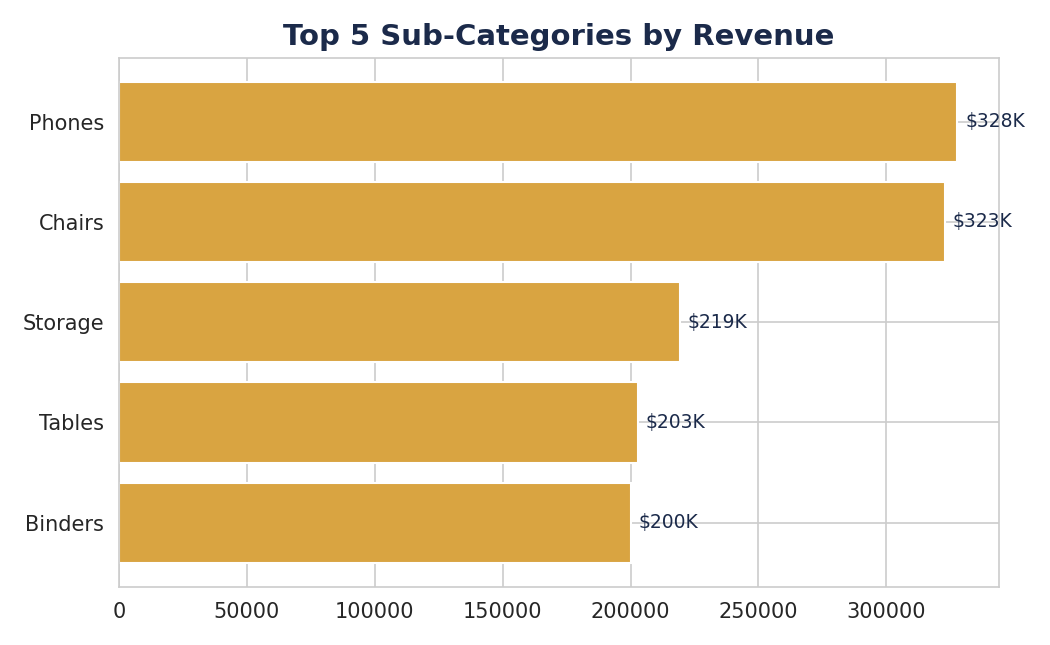 Top 5 Sub-Categories by Revenue
Phones $328K
Chairs $323K
Storage $219K
Tables $203K
Binders $200K
0 50000 100000 150000 200000 250000 300000